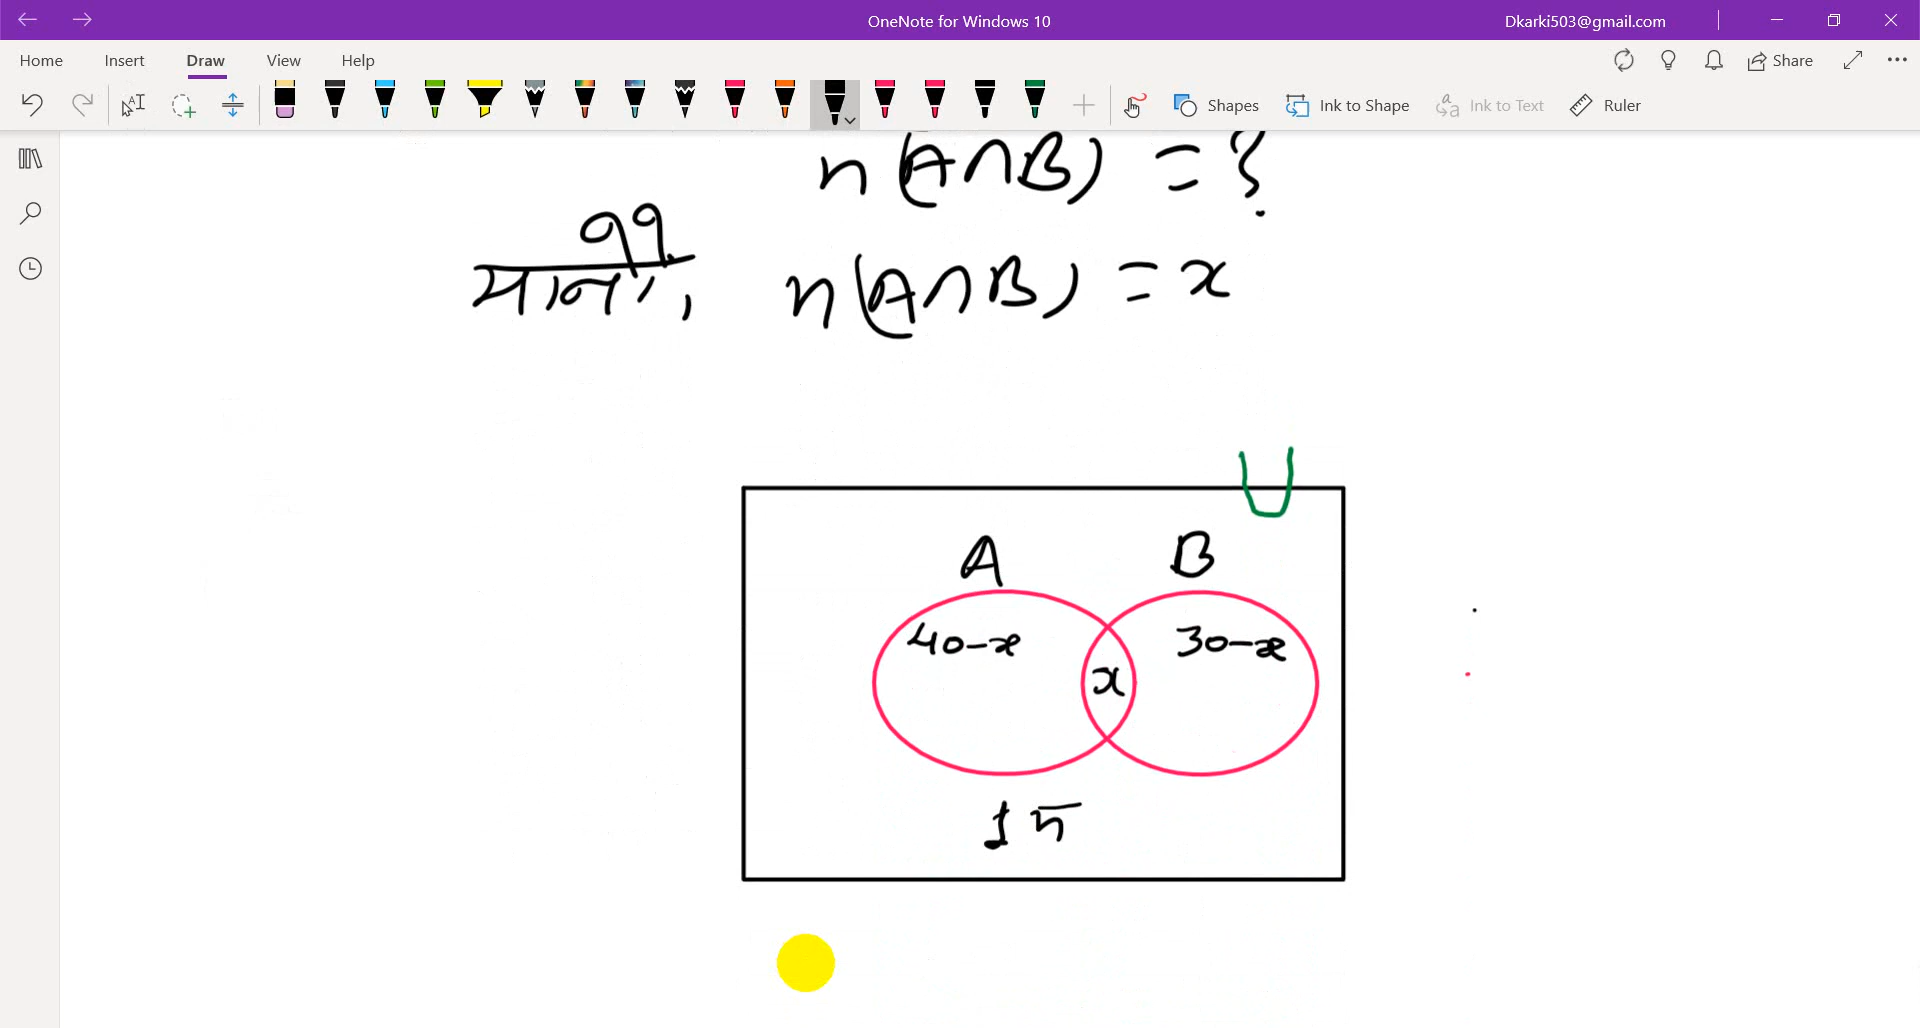 OneNote for Windows 10
Dkarki503@gmail.com
Home Insert Draw View Help
Share
Shapes Ink to Shape Ink to Text Ruler
n(A∩B) = ?
n(A∩B) = x
U
A B
40-x x 30-x
15